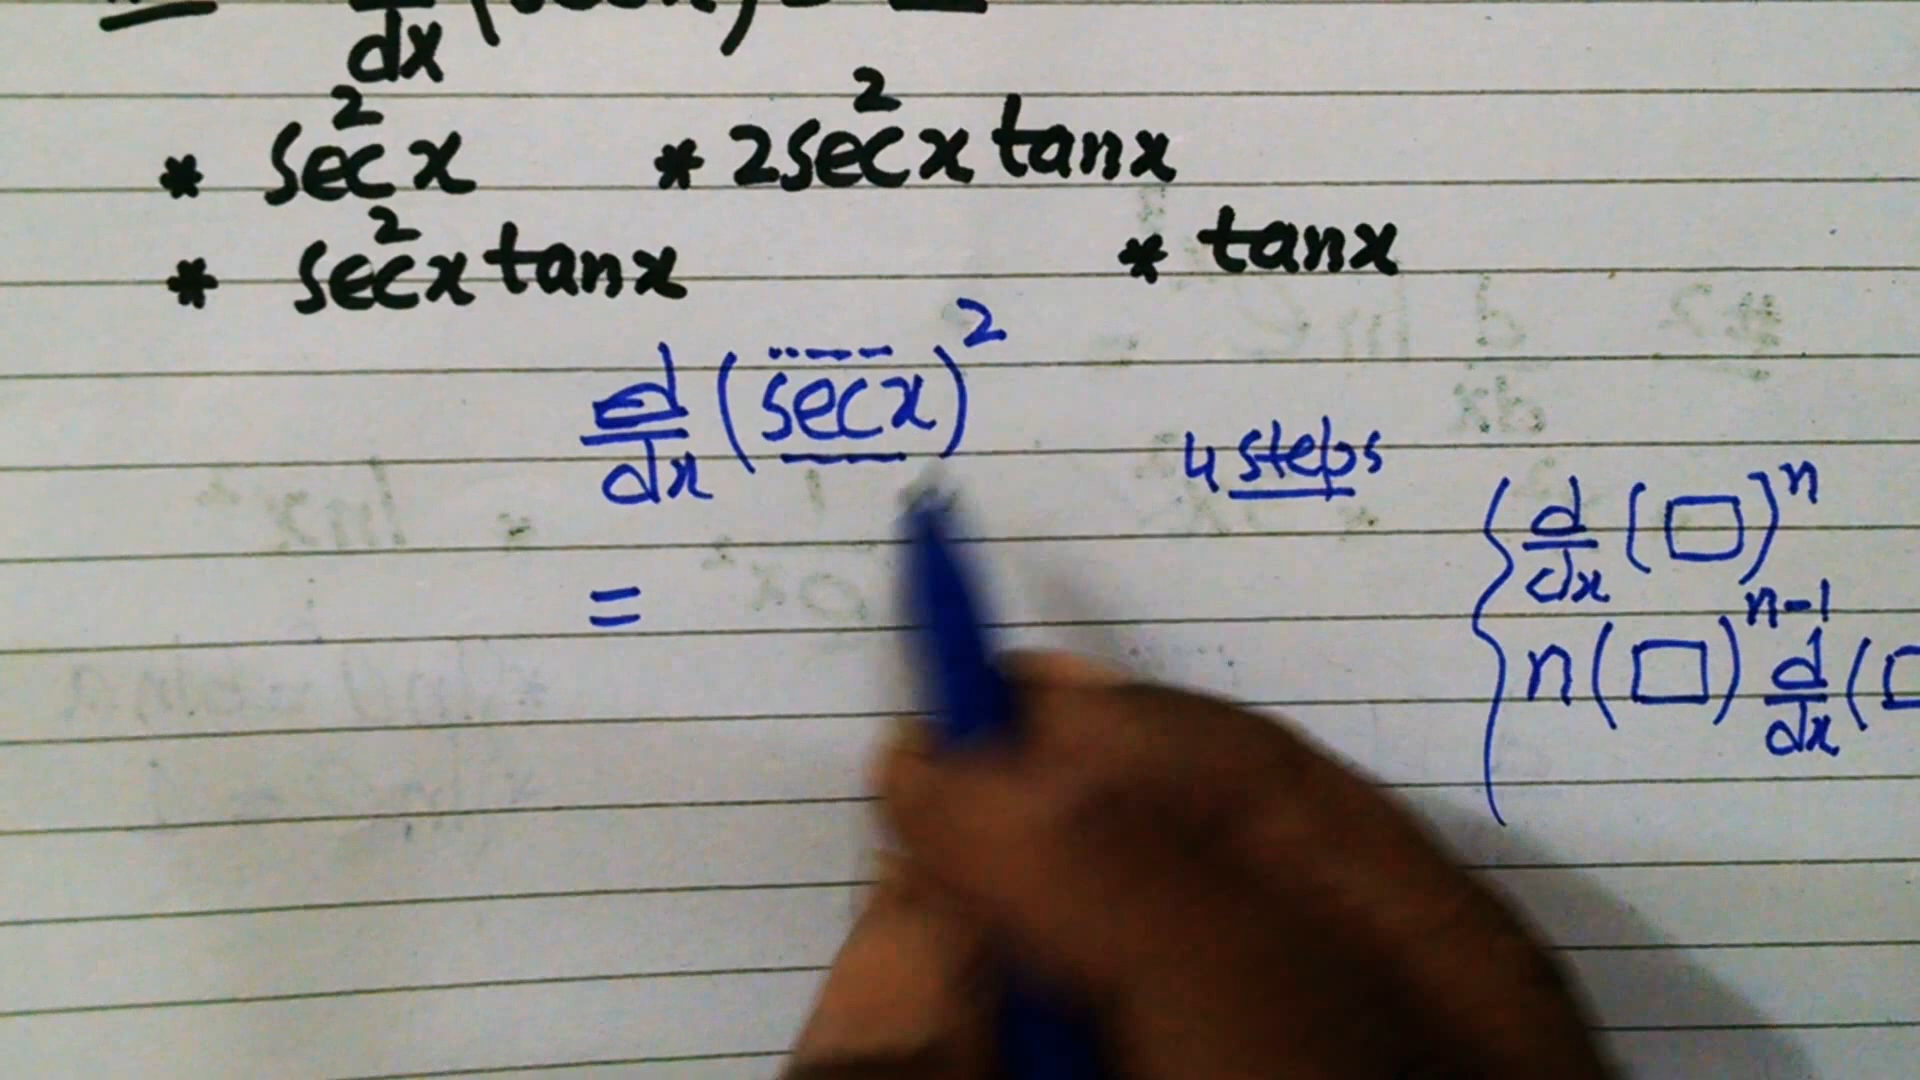 dx
* sec²x * 2sec²x tanx
* sec²x tanx * tanx
d/dx (secx)²
4 steps
d/dx (□)ⁿ
=
n(□)ⁿ⁻¹ d/dx (□